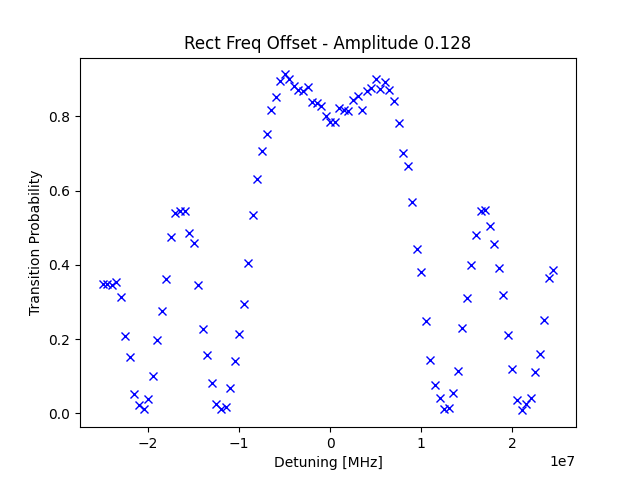 Rect Freq Offset - Amplitude 0.128
Transition Probability
0.8
0.6
0.4
0.2
0.0
−2
−1
0
1
2
1e7
Detuning [MHz]